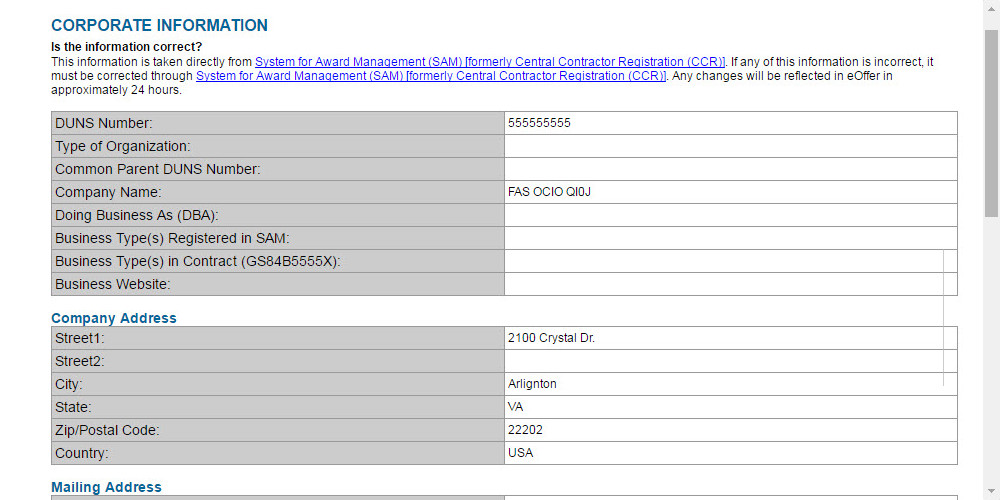 CORPORATE INFORMATION
Is the information correct?
This information is taken directly from System for Award Management (SAM) [formerly Central Contractor Registration (CCR)]. If any of this information is incorrect, it
must be corrected through System for Award Management (SAM) [formerly Central Contractor Registration (CCR)]. Any changes will be reflected in eOffer in
approximately 24 hours.
DUNS Number: 555555555
Type of Organization:
Common Parent DUNS Number:
Company Name: FAS OCIO QI0J
Doing Business As (DBA):
Business Type(s) Registered in SAM:
Business Type(s) in Contract (GS84B5555X):
Business Website:
Company Address
Street1: 2100 Crystal Dr.
Street2:
City: Arlignton
State: VA
Zip/Postal Code: 22202
Country: USA
Mailing Address